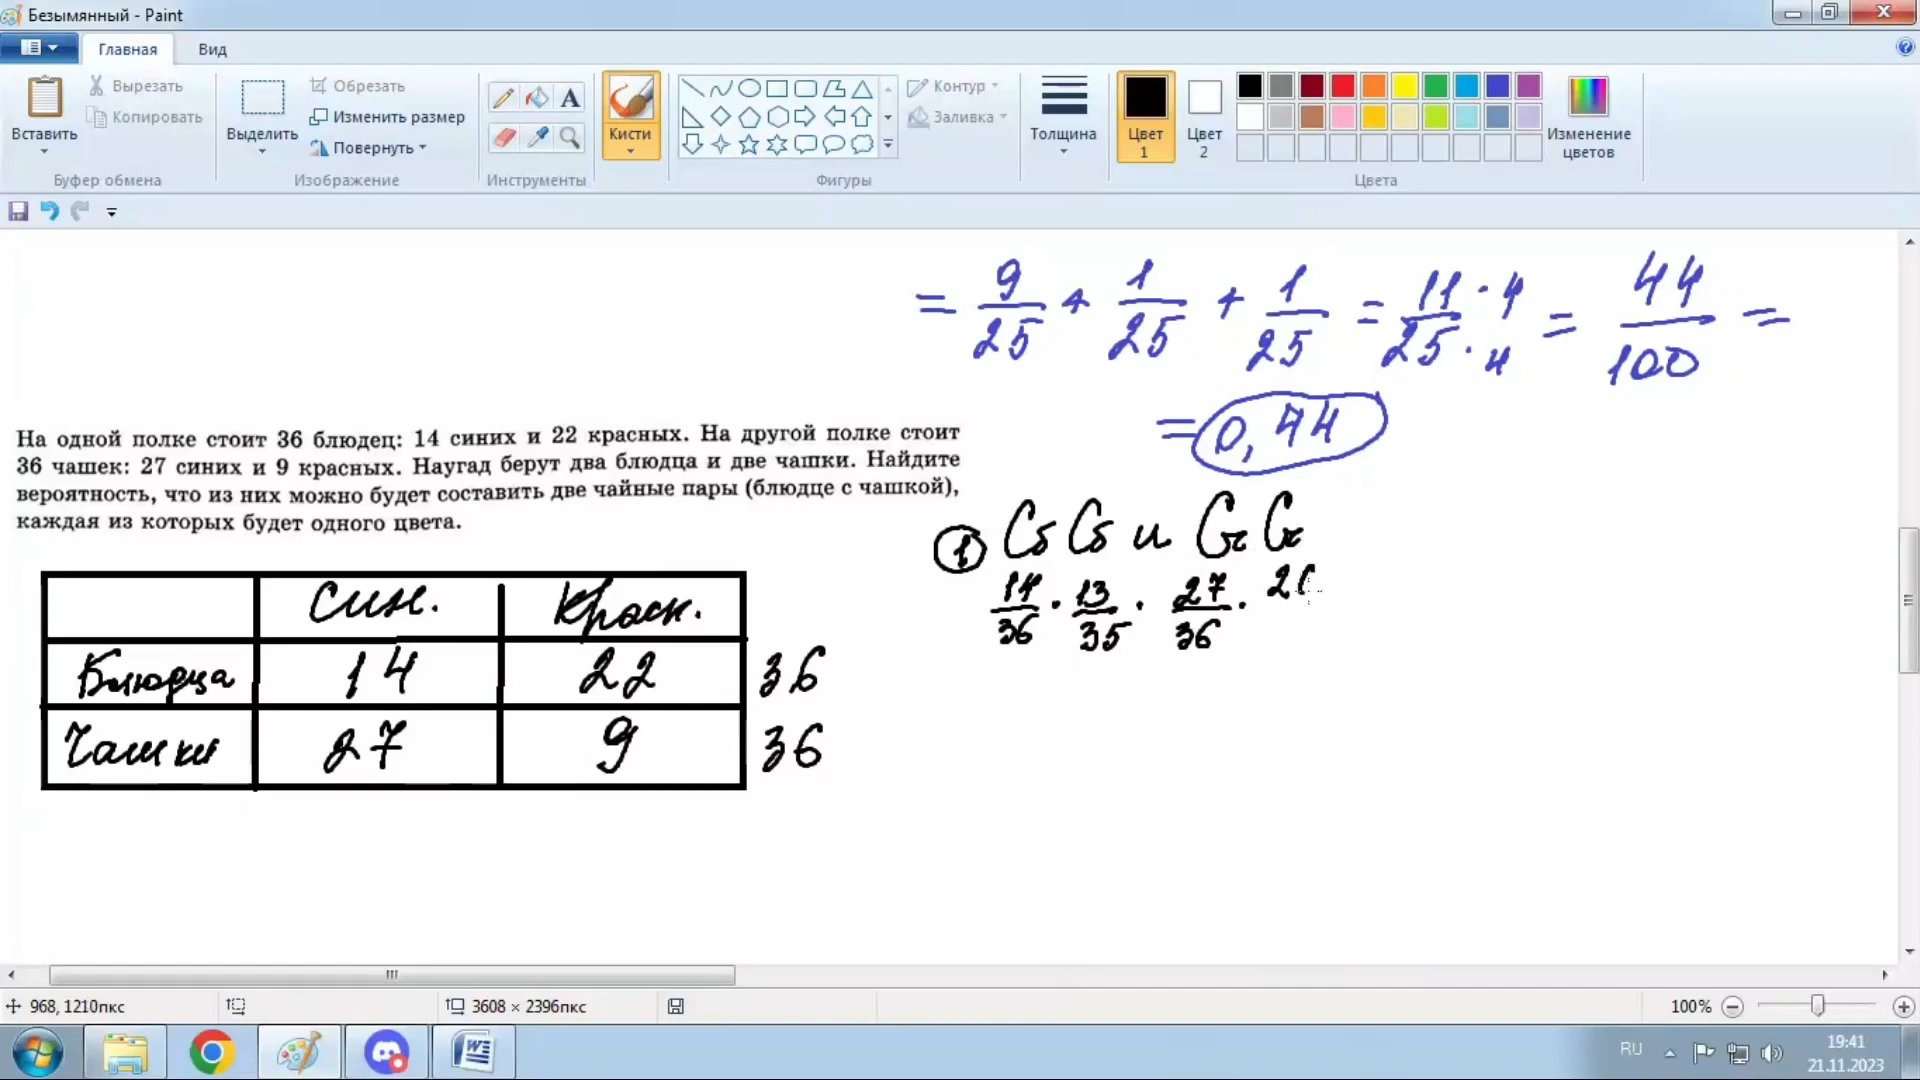 Безымянный - Paint
Главная Вид
Вставить
Вырезать
Копировать
Буфер обмена
Выделить
Обрезать
Изменить размер
Повернуть
Изображение
A
Инструменты
Кисти
Фигуры
Контур
Заливка
Толщина
Цвет 1
Цвет 2
Изменение цветов
Цвета
= 9/25 + 1/25 + 1/25 = 11·4/25·4 = 44/100 =
= 0,44
На одной полке стоит 36 блюдец: 14 синих и 22 красных. На другой полке стоит
36 чашек: 27 синих и 9 красных. Наугад берут два блюдца и две чашки. Найдите
вероятность, что из них можно будет составить две чайные пары (блюдце с чашкой),
каждая из которых будет одного цвета.
1 Сб Сб и Сч Сч
14/36 · 13/35 · 27/36 · 26
Син. Красн.
Блюдца 14 22 36
Чашки 27 9 36
968, 1210пкс
3608 × 2396пкс
100%
RU
19:41
21.11.2023